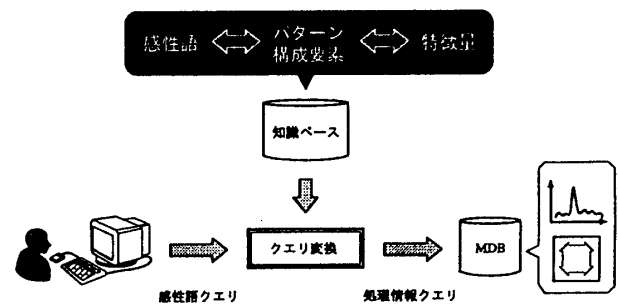 感性語 パターン 特徴量
構成要素
知識ベース
クエリ変換
MDB
感性語クエリ
処理情報クエリ